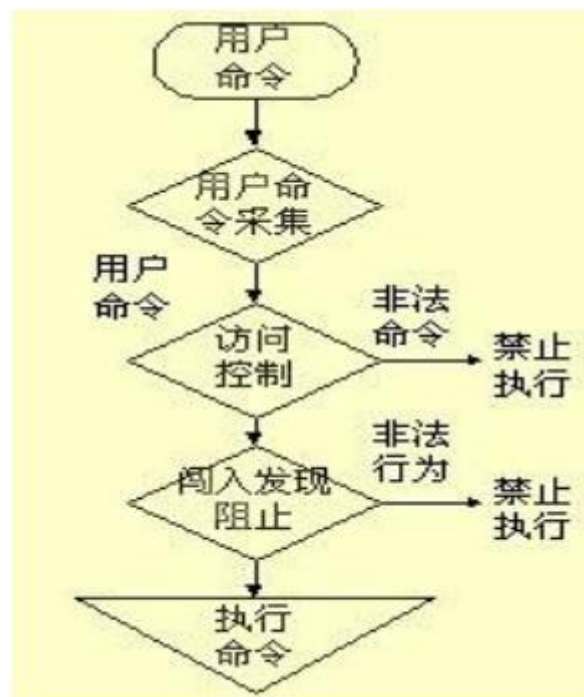 用户
命令
用户命
令采集
用户
命令
访问
控制
非法
命令
禁止
执行
闯入发现
阻止
非法
行为
禁止
执行
执行
命令